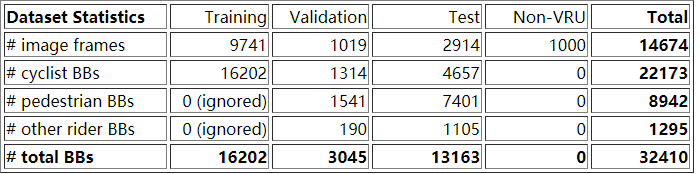 Dataset Statistics Training Validation Test Non-VRU Total
# image frames 9741 1019 2914 1000 14674
# cyclist BBs 16202 1314 4657 0 22173
# pedestrian BBs 0 (ignored) 1541 7401 0 8942
# other rider BBs 0 (ignored) 190 1105 0 1295
# total BBs 16202 3045 13163 0 32410